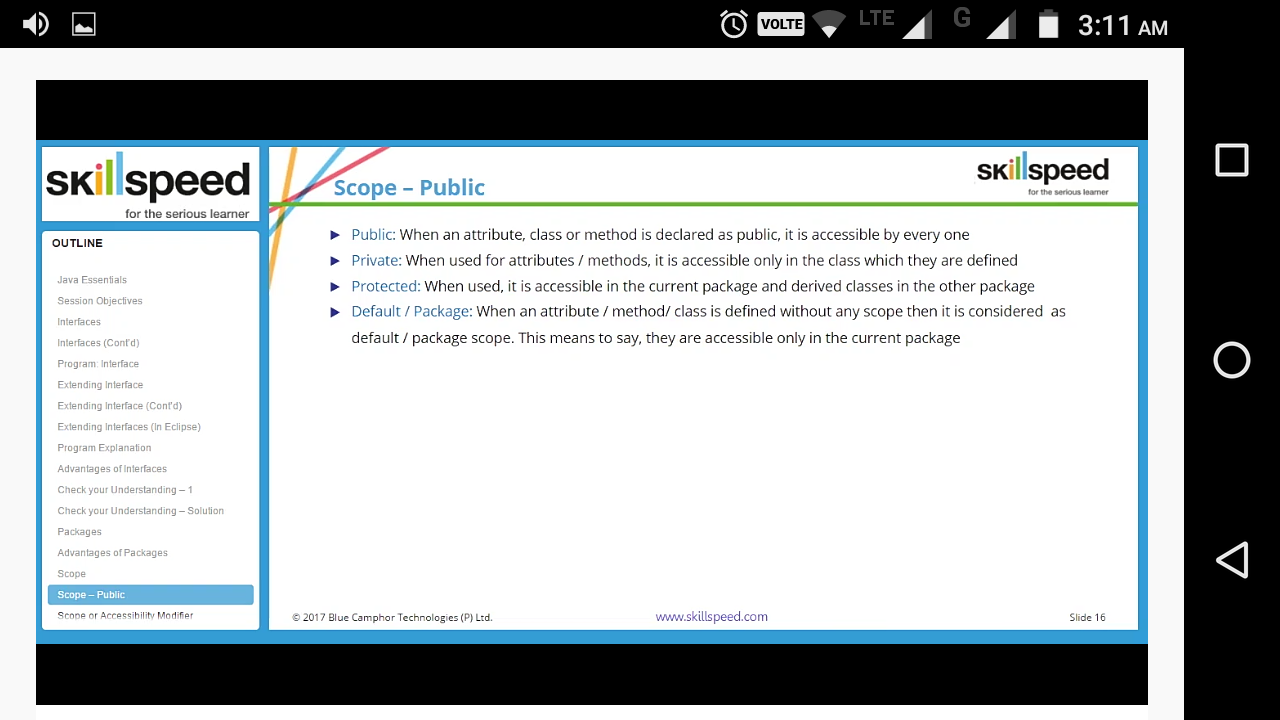 VOLTE LTE G 3:11 AM
skillspeed
for the serious learner
OUTLINE
Java Essentials
Session Objectives
Interfaces
Interfaces (Cont'd)
Program: Interface
Extending Interface
Extending Interface (Cont'd)
Extending Interfaces (In Eclipse)
Program Explanation
Advantages of Interfaces
Check your Understanding – 1
Check your Understanding – Solution
Packages
Advantages of Packages
Scope
Scope – Public
Scope or Accessibility Modifier
Scope – Public
skillspeed
for the serious learner
Public: When an attribute, class or method is declared as public, it is accessible by every one
Private: When used for attributes / methods, it is accessible only in the class which they are defined
Protected: When used, it is accessible in the current package and derived classes in the other package
Default / Package: When an attribute / method/ class is defined without any scope then it is considered as
default / package scope. This means to say, they are accessible only in the current package
© 2017 Blue Camphor Technologies (P) Ltd. www.skillspeed.com Slide 16